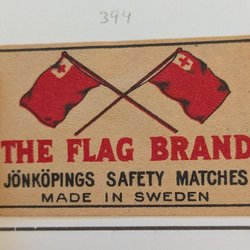 394
THE FLAG BRAND
JÖNKÖPINGS SAFETY MATCHES
MADE IN SWEDEN